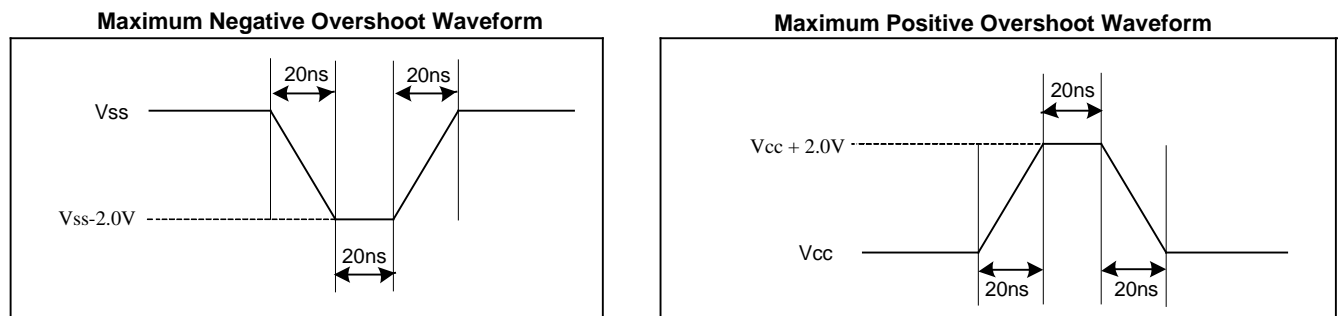 Maximum Negative Overshoot Waveform
20ns
20ns
Vss
Vss-2.0V
20ns
Maximum Positive Overshoot Waveform
20ns
Vcc + 2.0V
Vcc
20ns
20ns